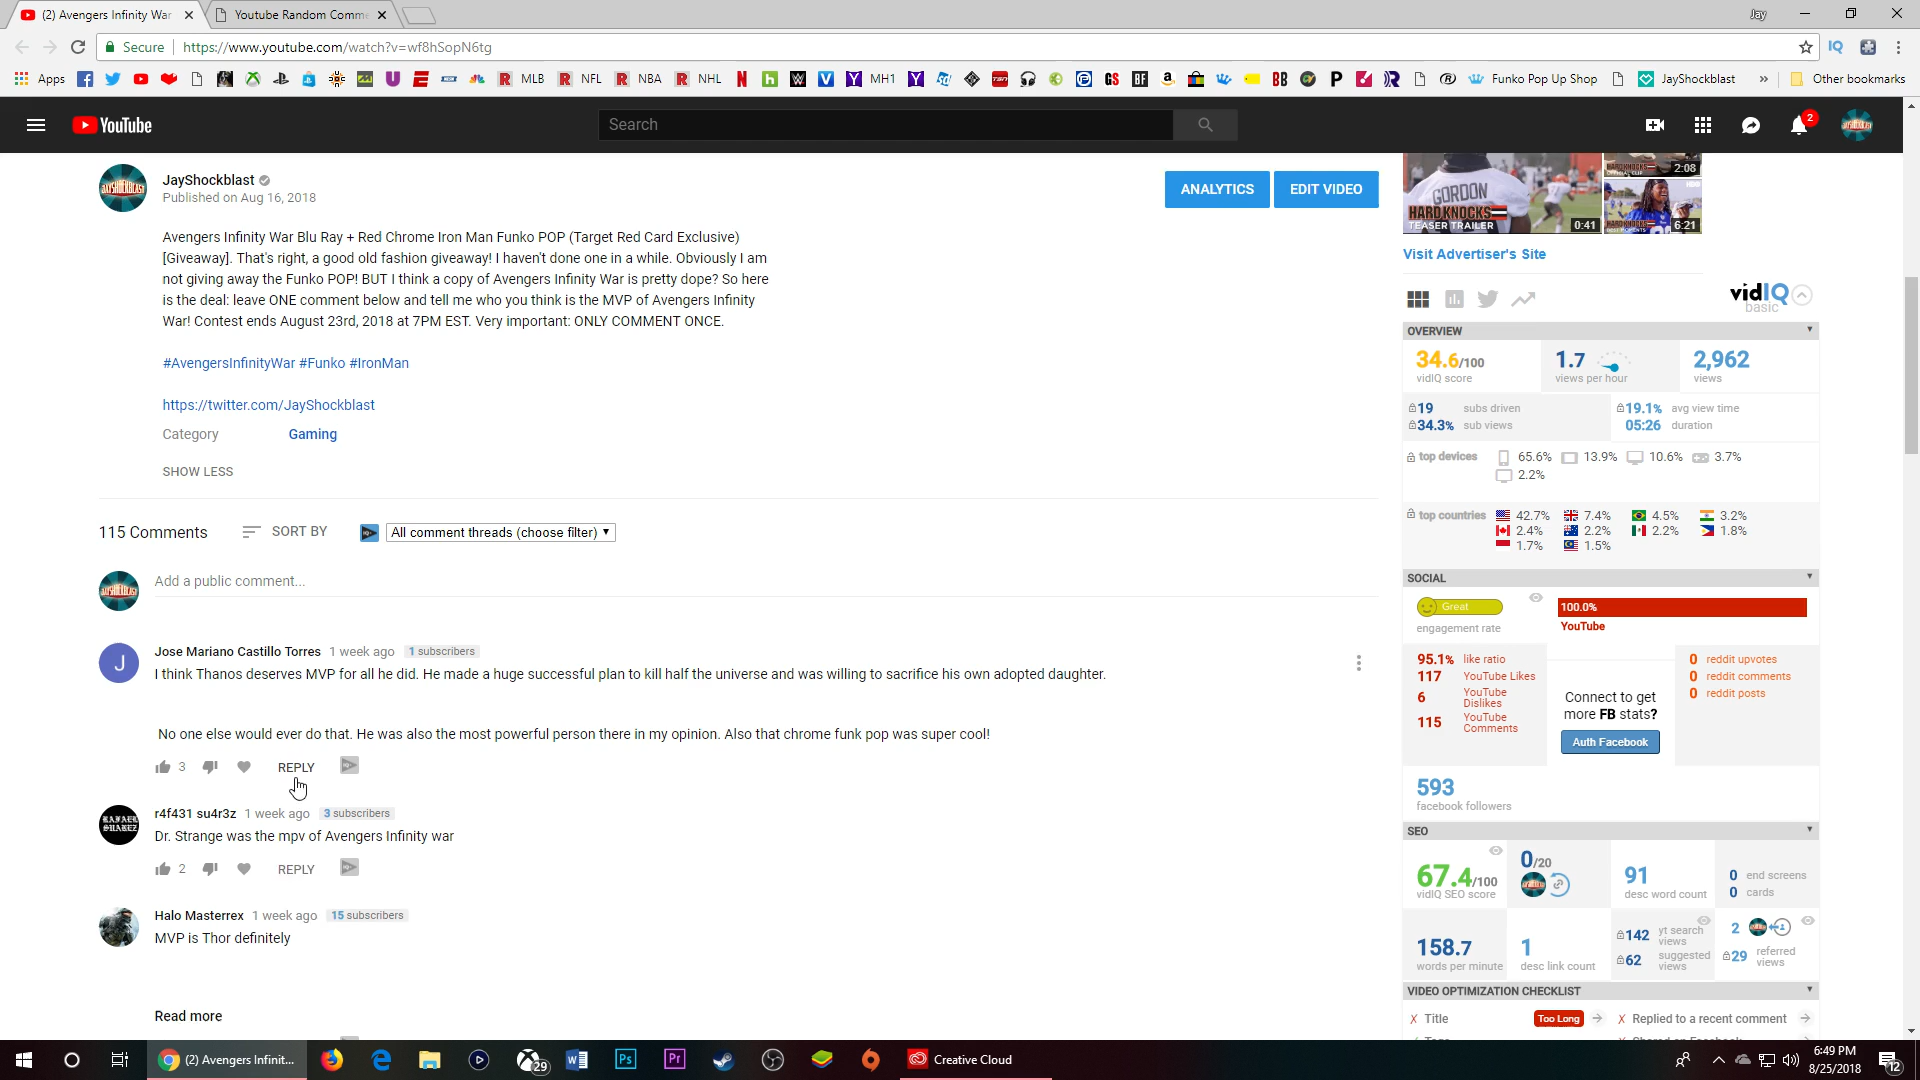 (2) Avengers Infinity War
Youtube Random Comme
Jay
Secure
https://www.youtube.com/watch?v=wf8hSopN6tg
Apps
MLB
NFL
NBA
NHL
MH1
Funko Pop Up Shop
JayShockblast
»
Other bookmarks
YouTube
Search
2
JayShockblast
Published on Aug 16, 2018
ANALYTICS
EDIT VIDEO
Avengers Infinity War Blu Ray + Red Chrome Iron Man Funko POP (Target Red Card Exclusive)
[Giveaway]. That's right, a good old fashion giveaway! I haven't done one in a while. Obviously I am
not giving away the Funko POP! BUT I think a copy of Avengers Infinity War is pretty dope? So here
is the deal: leave ONE comment below and tell me who you think is the MVP of Avengers Infinity
War! Contest ends August 23rd, 2018 at 7PM EST. Very important: ONLY COMMENT ONCE.
#AvengersInfinityWar #Funko #IronMan
https://twitter.com/JayShockblast
Category
Gaming
SHOW LESS
115 Comments
SORT BY
All comment threads (choose filter)
Add a public comment...
J
Jose Mariano Castillo Torres 1 week ago 1 subscribers
I think Thanos deserves MVP for all he did. He made a huge successful plan to kill half the universe and was willing to sacrifice his own adopted daughter.
No one else would ever do that. He was also the most powerful person there in my opinion. Also that chrome funk pop was super cool!
3
REPLY
RAFAEL
SUAREZ
r4f431 su4r3z 1 week ago 3 subscribers
Dr. Strange was the mpv of Avengers Infinity war
2
REPLY
Halo Masterrex 1 week ago 15 subscribers
MVP is Thor definitely
Read more
GORDON
HARD KNOCKS
TEASER TRAILER
0:41
2:08
6:21
Visit Advertiser's Site
vidIQ
basic
OVERVIEW
34.6/100
vidIQ score
1.7
views per hour
2,962
views
19 subs driven
34.3% sub views
19.1% avg view time
05:26 duration
top devices
65.6% 13.9% 10.6% 3.7%
2.2%
top countries
42.7% 7.4% 4.5% 3.2%
2.4% 2.2% 2.2% 1.8%
1.7% 1.5%
SOCIAL
Great
engagement rate
100.0%
YouTube
95.1% like ratio
117 YouTube Likes
6 YouTube Dislikes
115 YouTube Comments
Connect to get
more FB stats?
Auth Facebook
0 reddit upvotes
0 reddit comments
0 reddit posts
593
facebook followers
SEO
67.4/100
vidIQ SEO score
0/20
91
desc word count
0 end screens
0 cards
158.7
words per minute
1
desc link count
142 yt search views
62 suggested views
2
29 referred views
VIDEO OPTIMIZATION CHECKLIST
Title
Too Long
Replied to a recent comment
(2) Avengers Infinit...
29
Creative Cloud
6:49 PM
8/25/2018
12